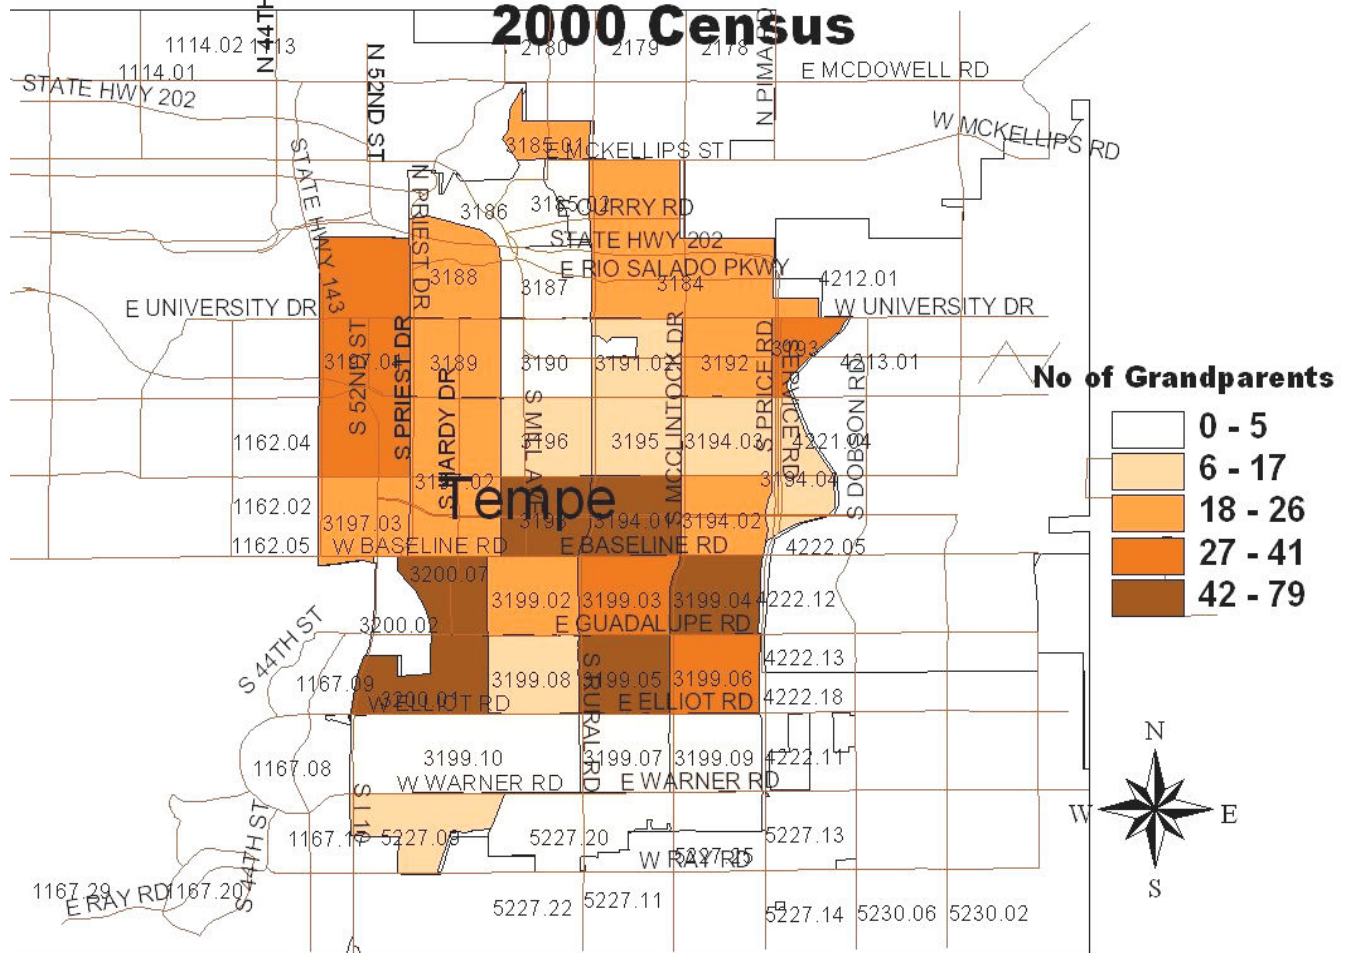 2000 Census
N 44TH
1114.02
1113
2180
2179
2178
N PIMA RD
1114.01
N 52ND ST
E MCDOWELL RD
STATE HWY 202
W MCKELLIPS RD
3185.01
E MCKELLIPS ST
STATE HWY 143
N PRIEST DR
3186
3185.02
E CURRY RD
STATE HWY 202
E RIO SALADO PKWY
3188
3187
3184
4212.01
E UNIVERSITY DR
W UNIVERSITY DR
S 52ND ST
S PRIEST DR
3189
3190
3191.02
S MCCLINTOCK DR
3192
S PRICE RD
3193
4213.01
No of Grandparents
0 - 5
6 - 17
18 - 26
27 - 41
42 - 79
S HARDY DR
S MILL AVE
S DOBSON RD
1162.04
3196
3195
3194.03
3194.04
1162.02
Tempe
3197.03
3194.01
3194.02
1162.05
W BASELINE RD
E BASELINE RD
4222.05
3200.07
3199.02
3199.03
3199.04
4222.12
3200.02
E GUADALUPE RD
S 44TH ST
1167.09
3199.08
S RURAL RD
3199.05
3199.06
4222.13
3200.01
W ELLIOT RD
E ELLIOT RD
4222.18
1167.08
3199.10
3199.07
3199.09
4222.11
W WARNER RD
E WARNER RD
S I 10
S 44TH ST
5227.09
5227.20
5227.13
W RAY RD
1167.29
E RAY RD
1167.20
5227.22
5227.11
5227.14
5230.06
5230.02
N
W
E
S